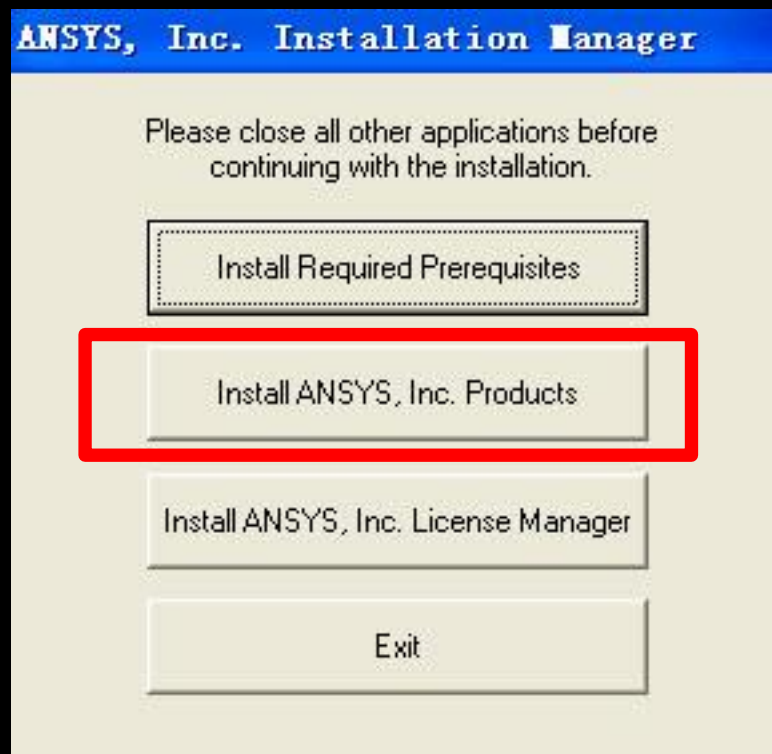 ANSYS, Inc. Installation Manager
Please close all other applications before
continuing with the installation.
Install Required Prerequisites
Install ANSYS, Inc. Products
Install ANSYS, Inc. License Manager
Exit